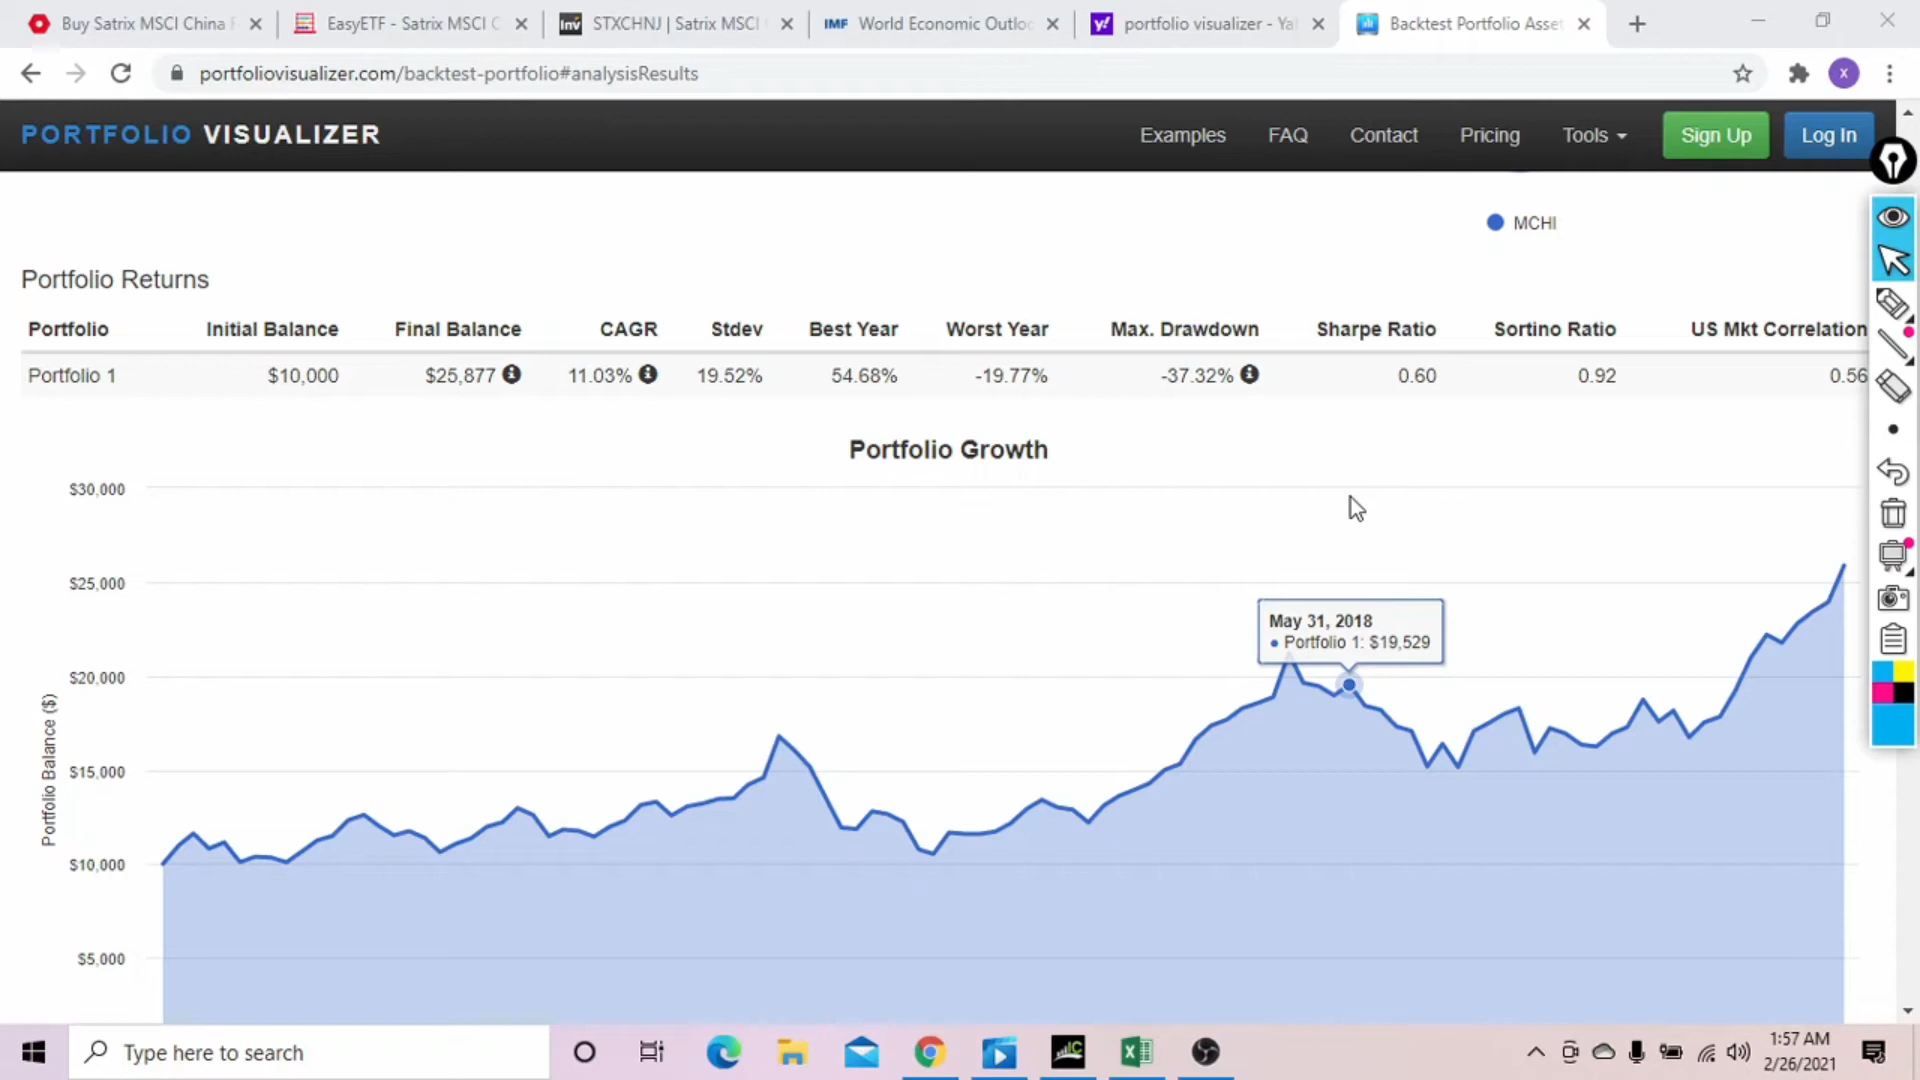 Buy Satrix MSCI China
EasyETF - Satrix MSCI C
Inv STXCHNJ | Satrix MSCI
IMF World Economic Outloo
y! portfolio visualizer - Ya
Backtest Portfolio Asset
portfoliovisualizer.com/backtest-portfolio#analysisResults
x
PORTFOLIO VISUALIZER
Examples FAQ Contact Pricing Tools Sign Up Log In
MCHI
Portfolio Returns
Portfolio Initial Balance Final Balance CAGR Stdev Best Year Worst Year Max. Drawdown Sharpe Ratio Sortino Ratio US Mkt Correlation
Portfolio 1 $10,000 $25,877 11.03% 19.52% 54.68% -19.77% -37.32% 0.60 0.92 0.56
Portfolio Growth
$30,000
$25,000
May 31, 2018
Portfolio 1: $19,529
$20,000
$15,000
$10,000
$5,000
Portfolio Balance ($)
Type here to search
IC
1:57 AM
2/26/2021